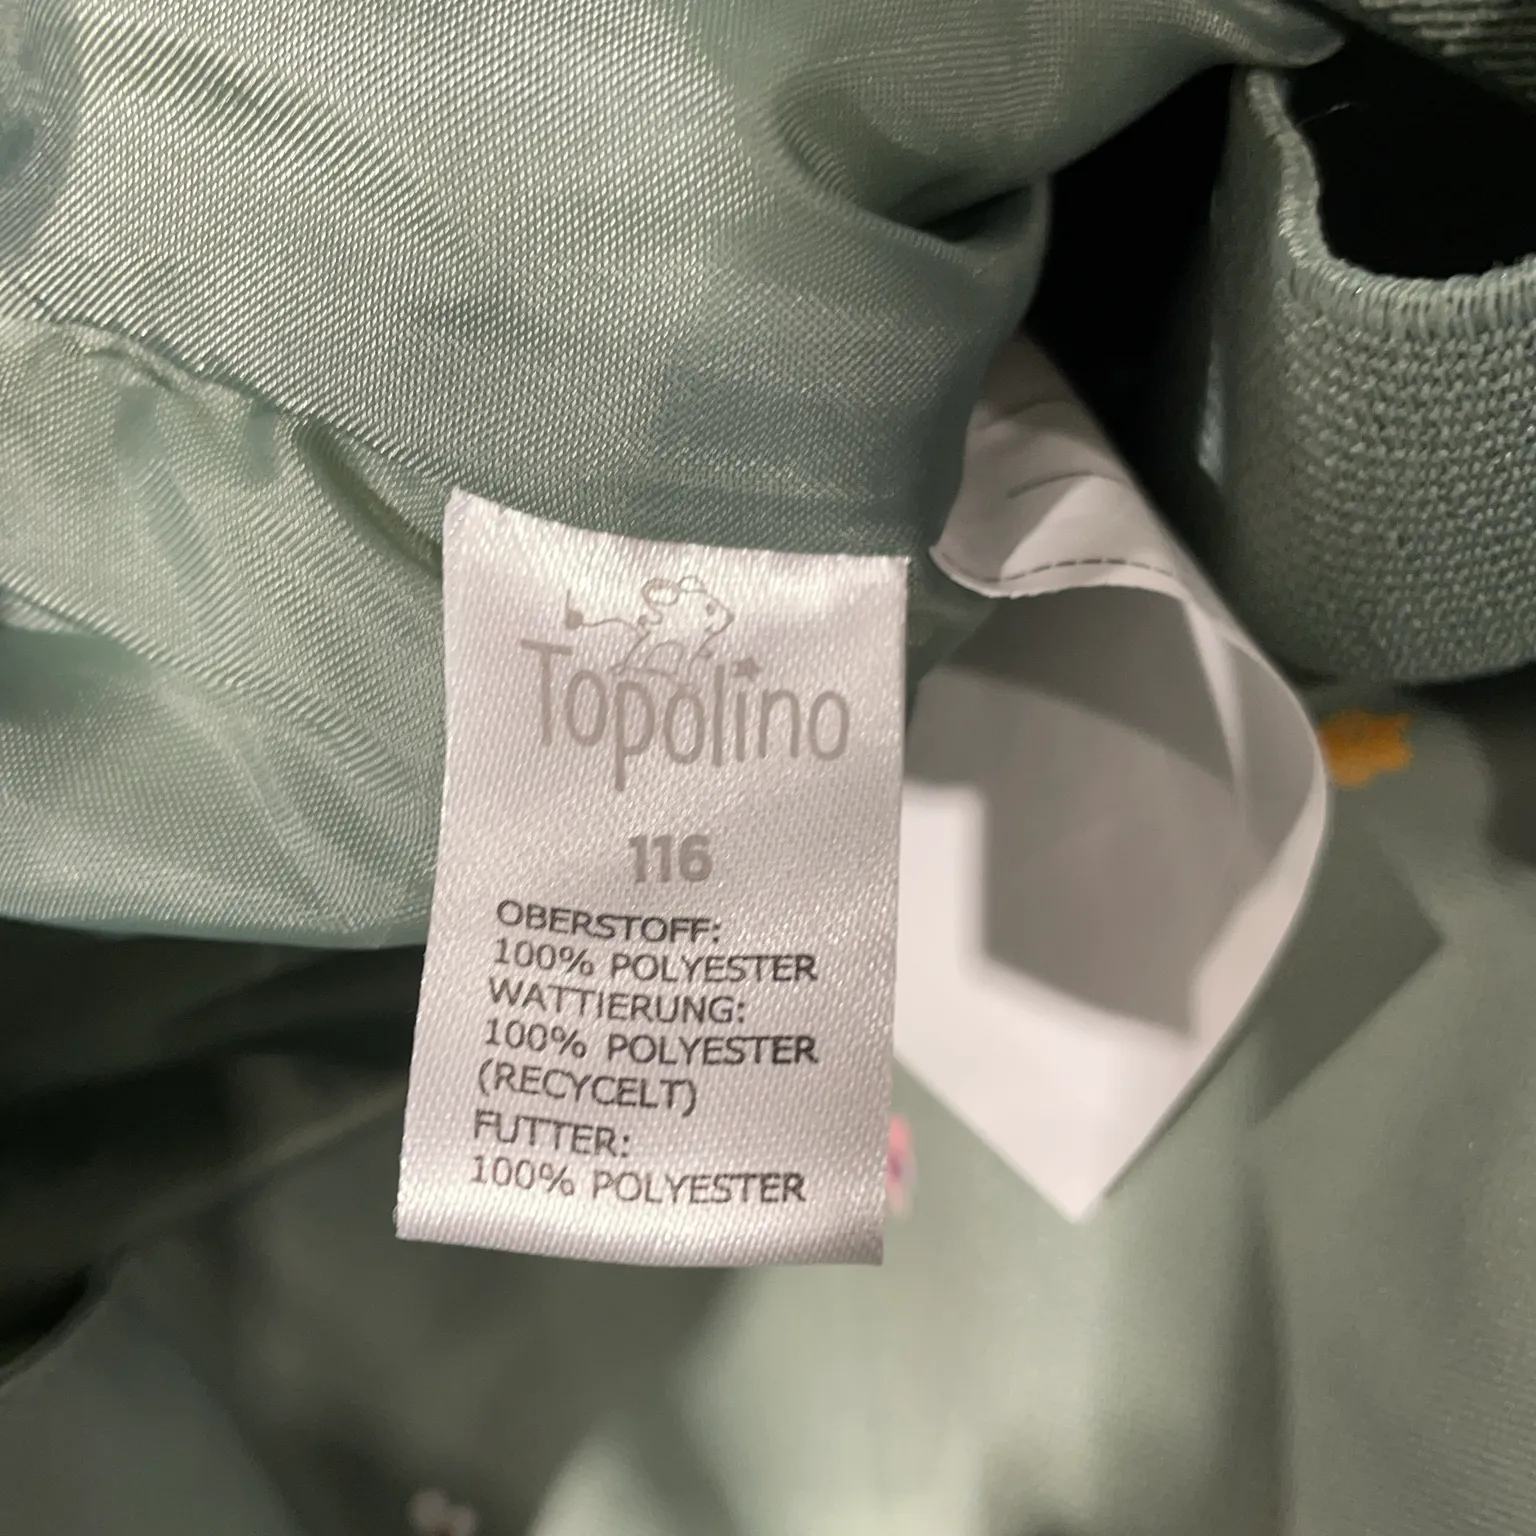 Topolino
116
OBERSTOFF:
100% POLYESTER
WATTIERUNG:
100% POLYESTER
(RECYCELT)
FUTTER:
100% POLYESTER